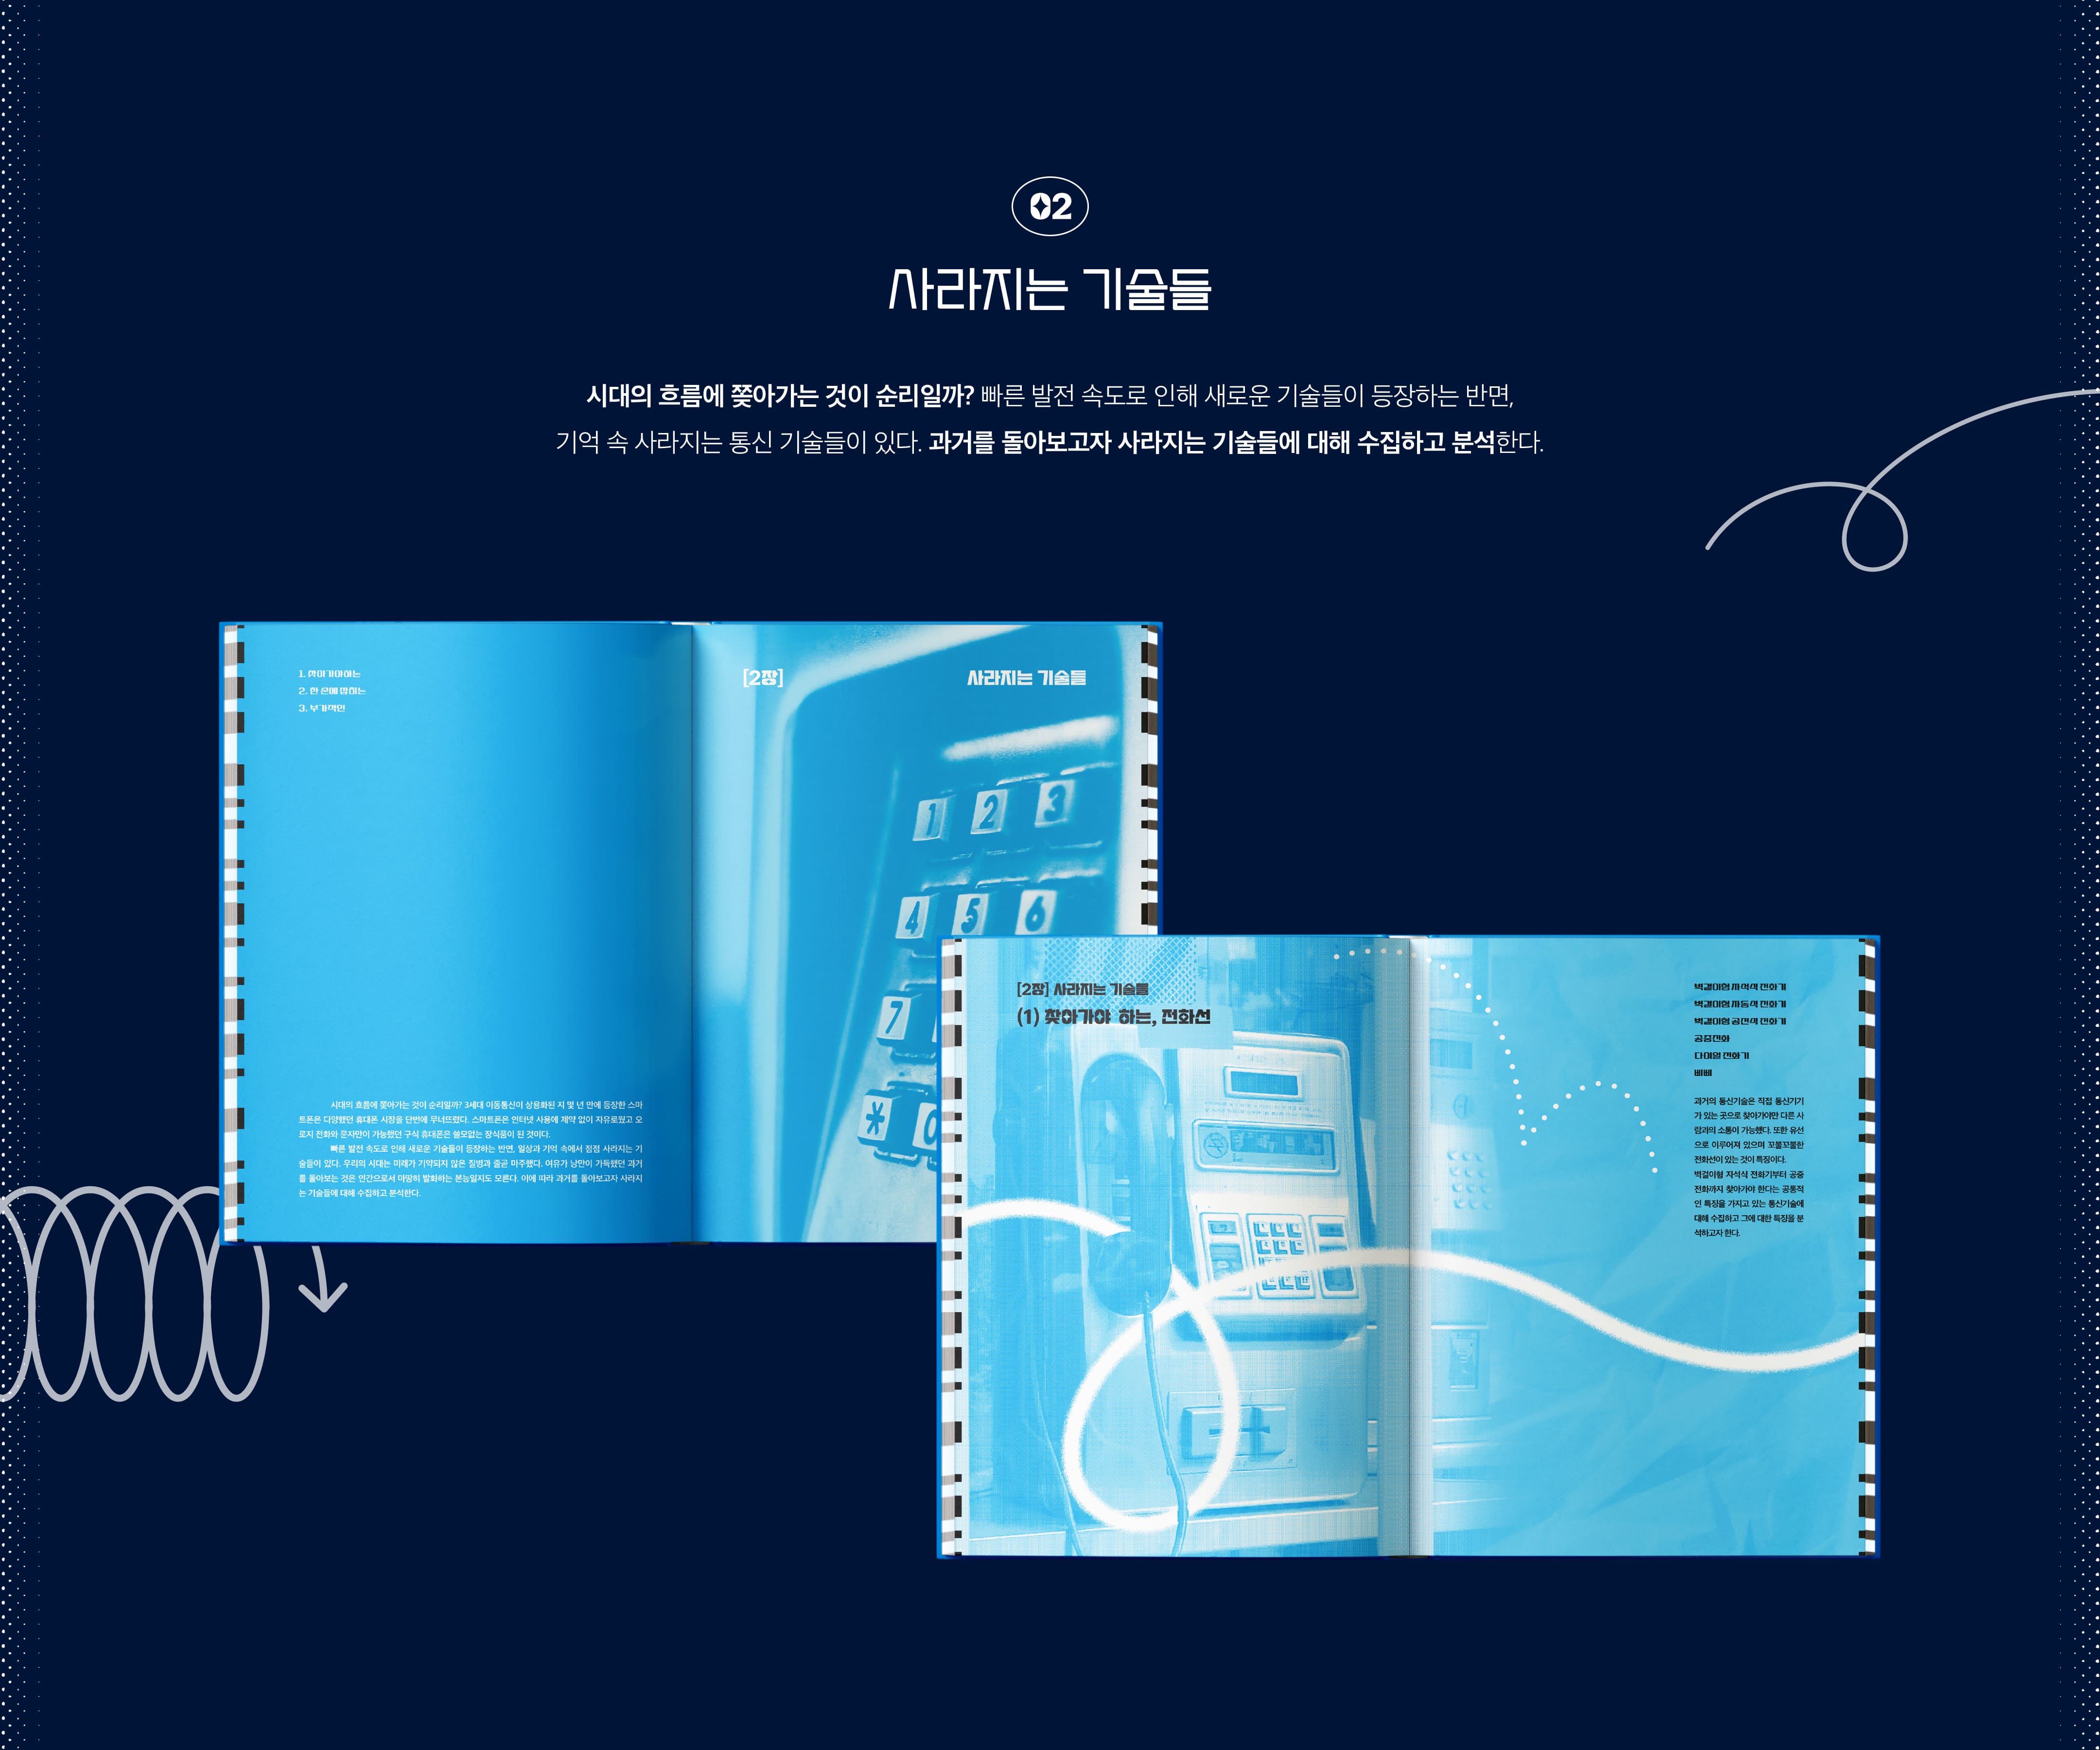 02
사라지는 기술들
시대의 흐름에 쫓아가는 것이 순리일까? 빠른 발전 속도로 인해 새로운 기술들이 등장하는 반면,
기억 속 사라지는 통신 기술들이 있다. 과거를 돌아보고자 사라지는 기술들에 대해 수집하고 분석한다.
1. 찾아가야하는
2. 한 손에 잡히는
3. 부가적인
시대의 흐름에 쫓아가는 것이 순리일까? 3세대 이동통신이 상용화된 지 몇 년 만에 등장한 스마
트폰은 다양했던 휴대폰 시장을 단번에 무너뜨렸다. 스마트폰은 인터넷 사용에 제약 없이 자유로웠고 오
로지 전화와 문자만이 가능했던 구식 휴대폰은 쓸모없는 장식품이 된 것이다.
빠른 발전 속도로 인해 새로운 기술들이 등장하는 반면, 일상과 기억 속에서 점점 사라지는 기
술들이 있다. 우리의 시대는 미래가 기약되지 않은 질병과 줄곧 마주했다. 여유가 낭만이 가득했던 과거
를 돌아보는 것은 인간으로서 마땅히 발화하는 본능일지도 모른다. 이에 따라 과거를 돌아보고자 사라지
는 기술들에 대해 수집하고 분석한다.
[2장]
사라지는 기술들
1 2 3
4 5 6
7
* 0
[2장] 사라지는 기술들
(1) 찾아가야 하는, 전화선
벽걸이형 자석식 전화기
벽걸이형 자동식 전화기
벽걸이형 공전식 전화기
공중전화
다이얼 전화기
삐삐
과거의 통신기술은 직접 통신기기
가 있는 곳으로 찾아가야만 다른 사
람과의 소통이 가능했다. 또한 유선
으로 이루어져 있으며 꼬불꼬불한
전화선이 있는 것이 특징이다.
벽걸이형 자석식 전화기부터 공중
전화까지 찾아가야 한다는 공통적
인 특징을 가지고 있는 통신기술에
대해 수집하고 그에 대한 특징을 분
석하고자 한다.